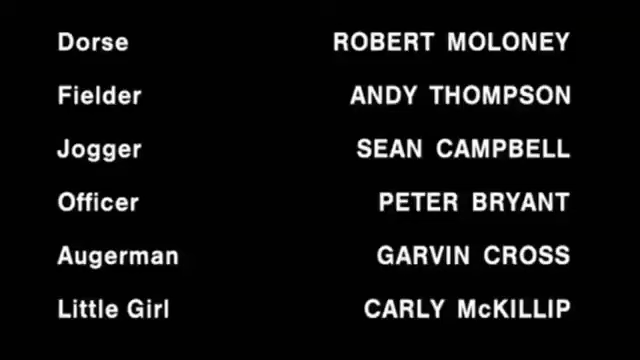 Dorse ROBERT MOLONEY
Fielder ANDY THOMPSON
Jogger SEAN CAMPBELL
Officer PETER BRYANT
Augerman GARVIN CROSS
Little Girl CARLY McKILLIP